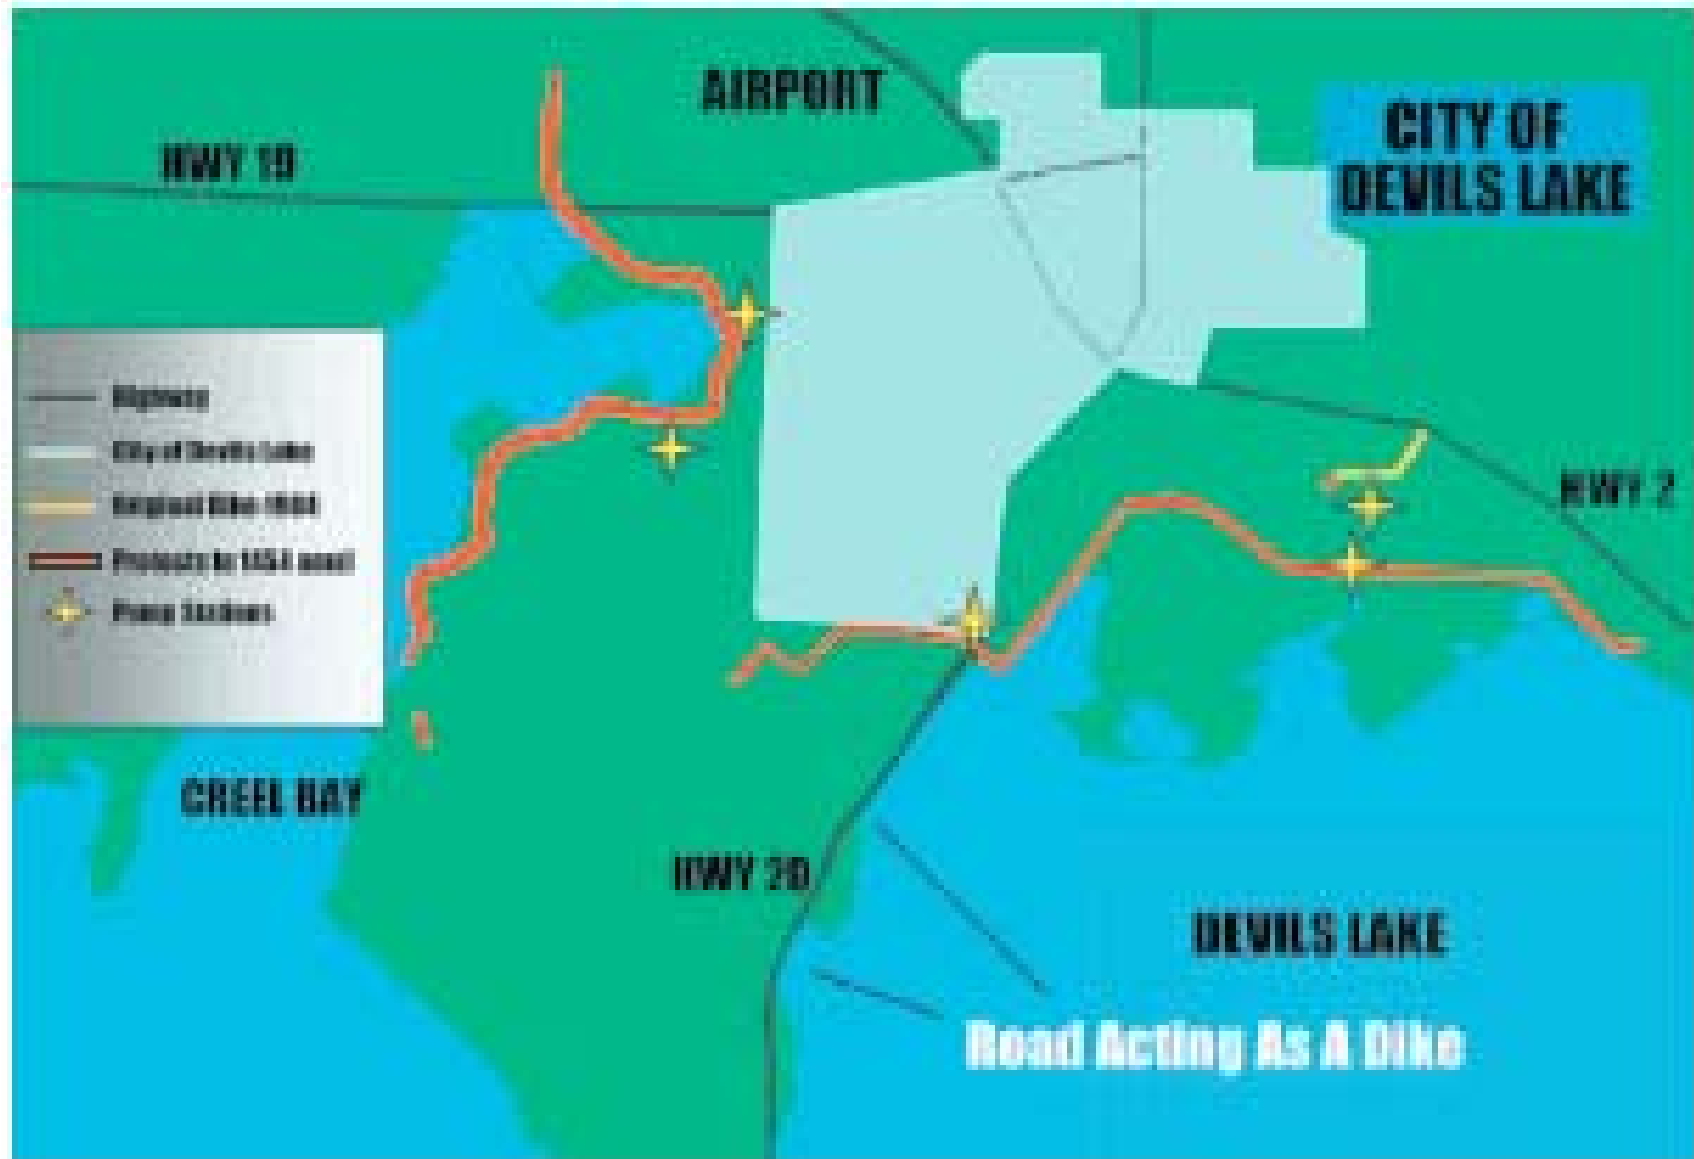 AIRPORT
CITY OF
DEVILS LAKE
HWY 19
Highway
City of Devils Lake
Original Dike
Pump Stations
HWY 2
CREEL BAY
HWY 20
DEVILS LAKE
Road Acting As A Dike